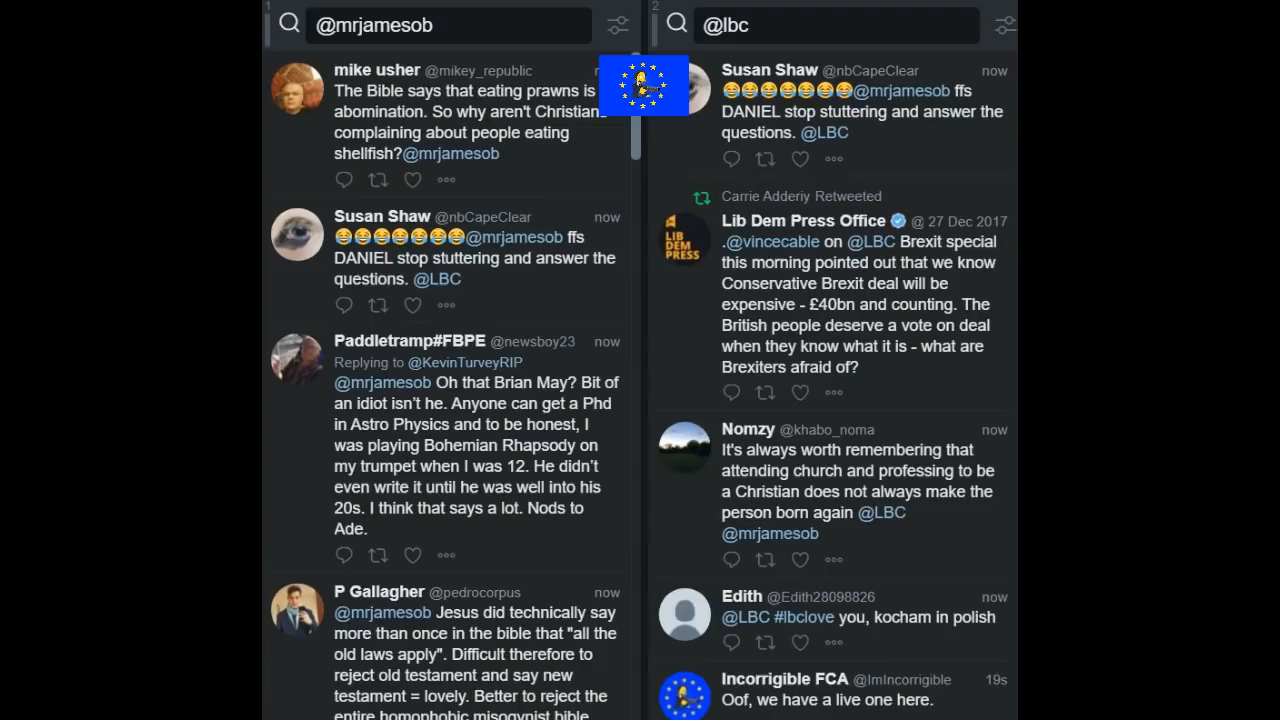 1
@mrjamesob
mike usher @mikey_republic
The Bible says that eating prawns is
abomination. So why aren't Christians
complaining about people eating
shellfish?@mrjamesob
Susan Shaw @nbCapeClear now
😂😂😂😂😂😂😂@mrjamesob ffs
DANIEL stop stuttering and answer the
questions. @LBC
Paddletramp#FBPE @newsboy23 now
Replying to @KevinTurveyRIP
@mrjamesob Oh that Brian May? Bit of
an idiot isn’t he. Anyone can get a Phd
in Astro Physics and to be honest, I
was playing Bohemian Rhapsody on
my trumpet when I was 12. He didn’t
even write it until he was well into his
20s. I think that says a lot. Nods to
Ade.
P Gallagher @pedrocorpus now
@mrjamesob Jesus did technically say
more than once in the bible that "all the
old laws apply". Difficult therefore to
reject old testament and say new
testament = lovely. Better to reject the
entire homophobic misogynist bible
2
@lbc
Susan Shaw @nbCapeClear now
😂😂😂😂😂😂😂@mrjamesob ffs
DANIEL stop stuttering and answer the
questions. @LBC
Carrie Adderiy Retweeted
Lib Dem Press Office @ 27 Dec 2017
LIB
DEM
PRESS
.@vincecable on @LBC Brexit special
this morning pointed out that we know
Conservative Brexit deal will be
expensive - £40bn and counting. The
British people deserve a vote on deal
when they know what it is - what are
Brexiters afraid of?
Nomzy @khabo_noma now
It's always worth remembering that
attending church and professing to be
a Christian does not always make the
person born again @LBC
@mrjamesob
Edith @Edith28098826 now
@LBC #lbclove you, kocham in polish
Incorrigible FCA @ImIncorrigible 19s
Oof, we have a live one here.